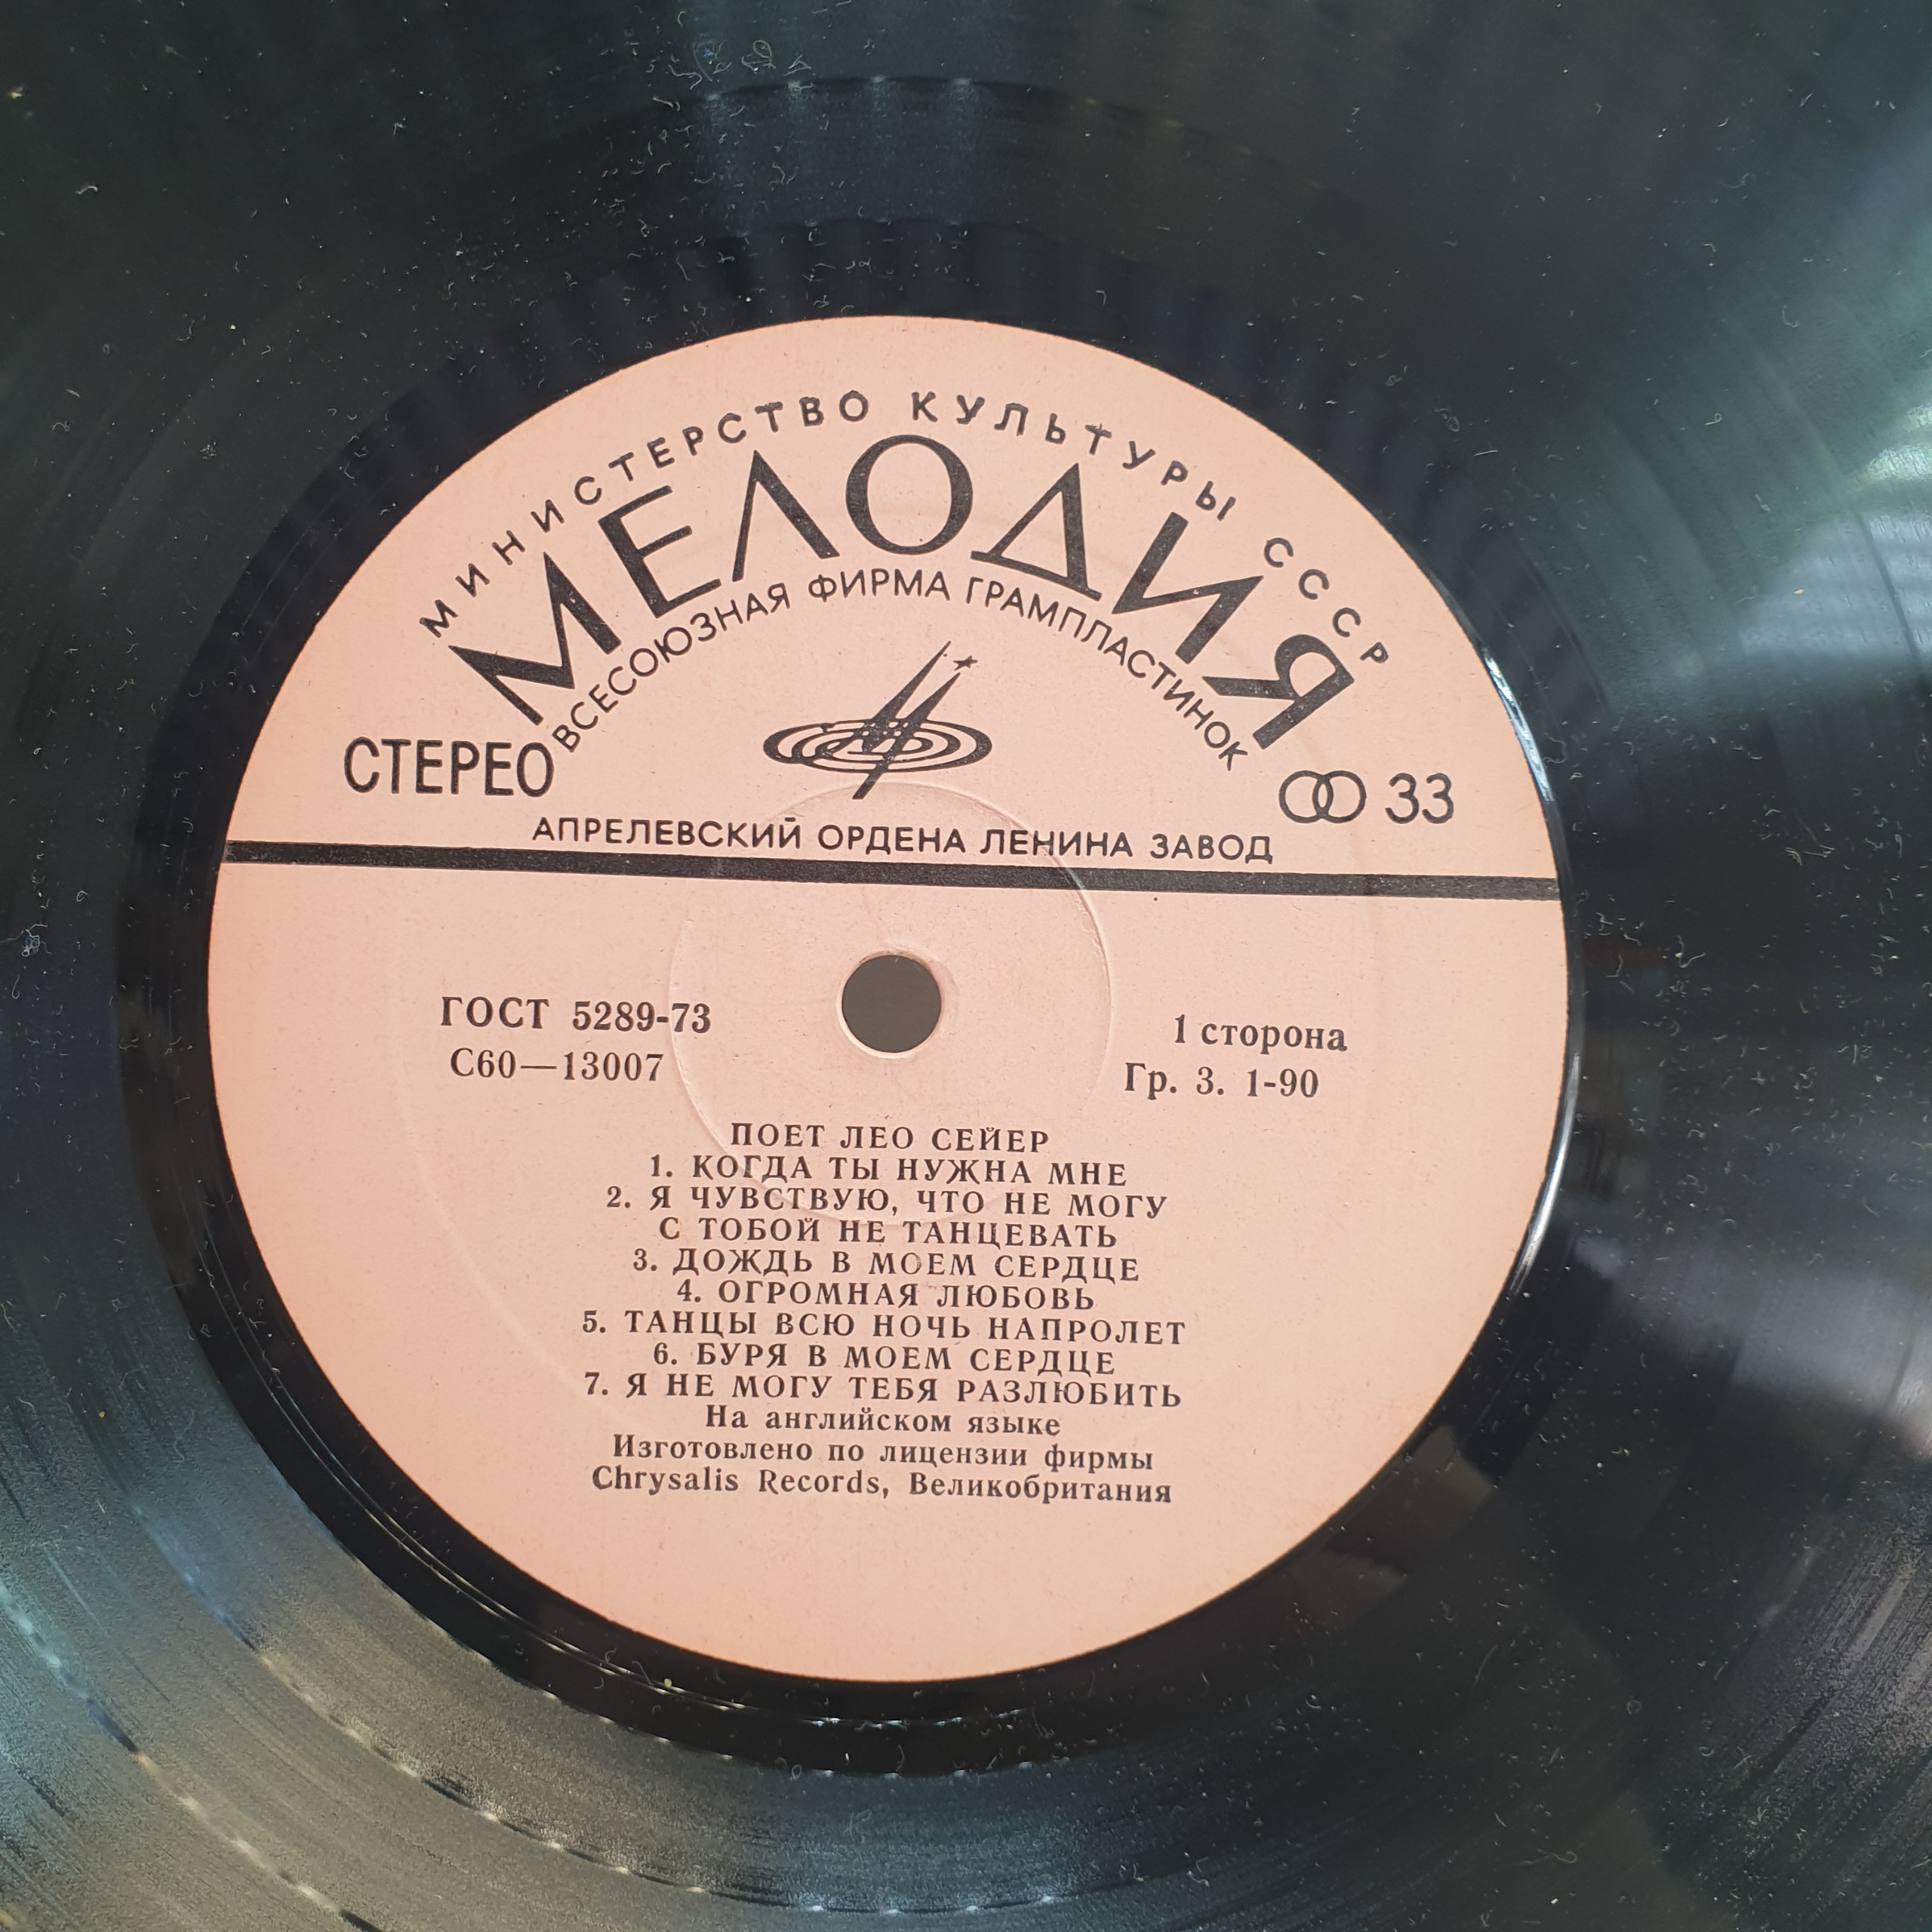 МИНИСТЕРСТВО КУЛЬТУРЫ СССР
МЕЛОДИЯ
ВСЕСОЮЗНАЯ ФИРМА ГРАМПЛАСТИНОК
СТЕРЕО
33
АПРЕЛЕВСКИЙ ОРДЕНА ЛЕНИНА ЗАВОД
ГОСТ 5289-73
1 сторона
С60—13007
Гр. 3. 1-90
ПОЕТ ЛЕО СЕЙЕР
1. КОГДА ТЫ НУЖНА МНЕ
2. Я ЧУВСТВУЮ, ЧТО НЕ МОГУ
С ТОБОЙ НЕ ТАНЦЕВАТЬ
3. ДОЖДЬ В МОЕМ СЕРДЦЕ
4. ОГРОМНАЯ ЛЮБОВЬ
5. ТАНЦЫ ВСЮ НОЧЬ НАПРОЛЕТ
6. БУРЯ В МОЕМ СЕРДЦЕ
7. Я НЕ МОГУ ТЕБЯ РАЗЛЮБИТЬ
На английском языке
Изготовлено по лицензии фирмы
Chrysalis Records, Великобритания